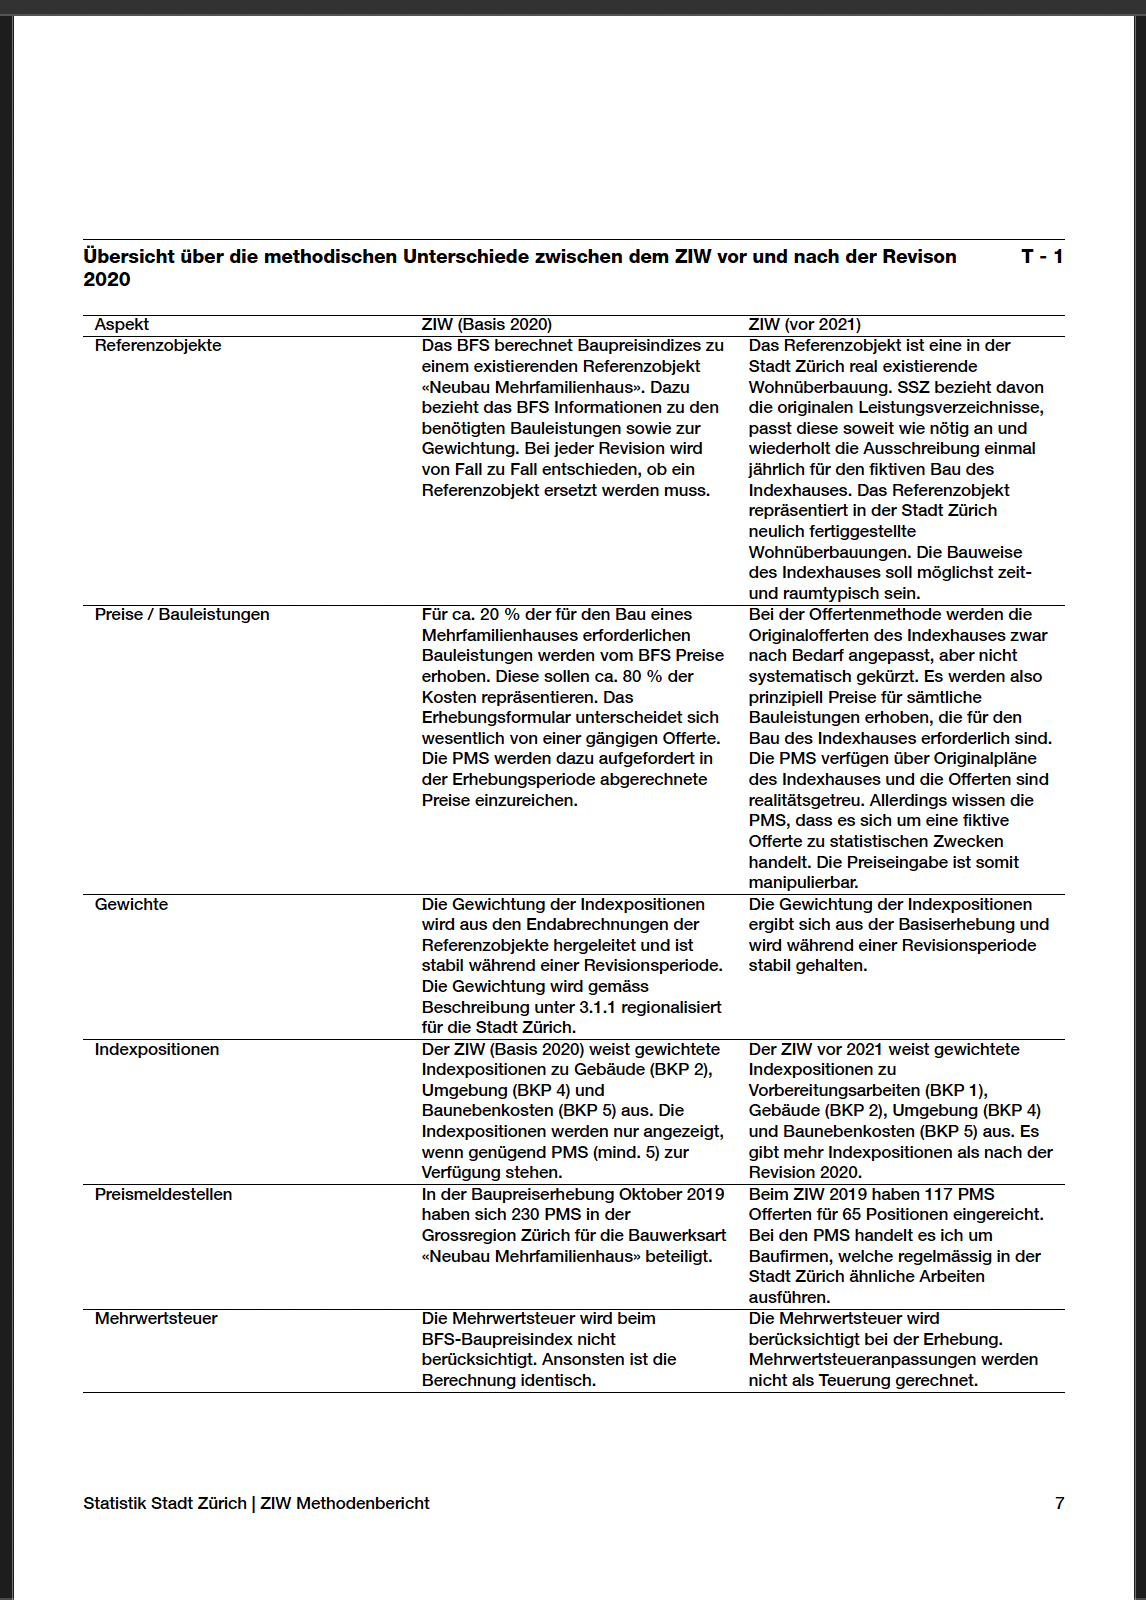 Übersicht über die methodischen Unterschiede zwischen dem ZIW vor und nach der Revison T - 1
2020
Aspekt ZIW (Basis 2020) ZIW (vor 2021)
Referenzobjekte
Das BFS berechnet Baupreisindizes zu
einem existierenden Referenzobjekt
«Neubau Mehrfamilienhaus». Dazu
bezieht das BFS Informationen zu den
benötigten Bauleistungen sowie zur
Gewichtung. Bei jeder Revision wird
von Fall zu Fall entschieden, ob ein
Referenzobjekt ersetzt werden muss.
Das Referenzobjekt ist eine in der
Stadt Zürich real existierende
Wohnüberbauung. SSZ bezieht davon
die originalen Leistungsverzeichnisse,
passt diese soweit wie nötig an und
wiederholt die Ausschreibung einmal
jährlich für den fiktiven Bau des
Indexhauses. Das Referenzobjekt
repräsentiert in der Stadt Zürich
neulich fertiggestellte
Wohnüberbauungen. Die Bauweise
des Indexhauses soll möglichst zeit-
und raumtypisch sein.
Preise / Bauleistungen
Für ca. 20 % der für den Bau eines
Mehrfamilienhauses erforderlichen
Bauleistungen werden vom BFS Preise
erhoben. Diese sollen ca. 80 % der
Kosten repräsentieren. Das
Erhebungsformular unterscheidet sich
wesentlich von einer gängigen Offerte.
Die PMS werden dazu aufgefordert in
der Erhebungsperiode abgerechnete
Preise einzureichen.
Bei der Offertenmethode werden die
Originalofferten des Indexhauses zwar
nach Bedarf angepasst, aber nicht
systematisch gekürzt. Es werden also
prinzipiell Preise für sämtliche
Bauleistungen erhoben, die für den
Bau des Indexhauses erforderlich sind.
Die PMS verfügen über Originalpläne
des Indexhauses und die Offerten sind
realitätsgetreu. Allerdings wissen die
PMS, dass es sich um eine fiktive
Offerte zu statistischen Zwecken
handelt. Die Preiseingabe ist somit
manipulierbar.
Gewichte
Die Gewichtung der Indexpositionen
wird aus den Endabrechnungen der
Referenzobjekte hergeleitet und ist
stabil während einer Revisionsperiode.
Die Gewichtung wird gemäss
Beschreibung unter 3.1.1 regionalisiert
für die Stadt Zürich.
Die Gewichtung der Indexpositionen
ergibt sich aus der Basiserhebung und
wird während einer Revisionsperiode
stabil gehalten.
Indexpositionen
Der ZIW (Basis 2020) weist gewichtete
Indexpositionen zu Gebäude (BKP 2),
Umgebung (BKP 4) und
Baunebenkosten (BKP 5) aus. Die
Indexpositionen werden nur angezeigt,
wenn genügend PMS (mind. 5) zur
Verfügung stehen.
Der ZIW vor 2021 weist gewichtete
Indexpositionen zu
Vorbereitungsarbeiten (BKP 1),
Gebäude (BKP 2), Umgebung (BKP 4)
und Baunebenkosten (BKP 5) aus. Es
gibt mehr Indexpositionen als nach der
Revision 2020.
Preismeldestellen
In der Baupreiserhebung Oktober 2019
haben sich 230 PMS in der
Grossregion Zürich für die Bauwerksart
«Neubau Mehrfamilienhaus» beteiligt.
Beim ZIW 2019 haben 117 PMS
Offerten für 65 Positionen eingereicht.
Bei den PMS handelt es ich um
Baufirmen, welche regelmässig in der
Stadt Zürich ähnliche Arbeiten
ausführen.
Mehrwertsteuer
Die Mehrwertsteuer wird beim
BFS-Baupreisindex nicht
berücksichtigt. Ansonsten ist die
Berechnung identisch.
Die Mehrwertsteuer wird
berücksichtigt bei der Erhebung.
Mehrwertsteueranpassungen werden
nicht als Teuerung gerechnet.
Statistik Stadt Zürich | ZIW Methodenbericht 7